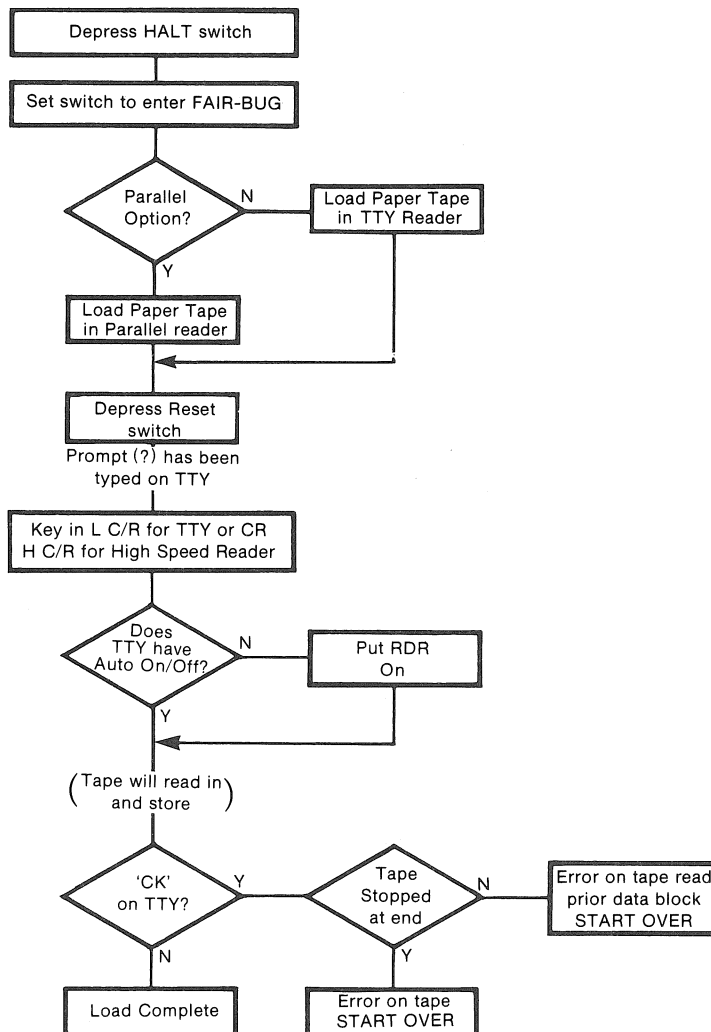 Depress HALT switch
Set switch to enter FAIR-BUG
Parallel
Option?
N
Load Paper Tape
in TTY Reader
Y
Load Paper Tape
in Parallel reader
Depress Reset
switch
Prompt (?) has been
typed on TTY
Key in L C/R for TTY or CR
H C/R for High Speed Reader
Does
TTY have
Auto On/Off?
N
Put RDR
On
Y
(Tape will read in
and store)
'CK'
on TTY?
Y
Tape
Stopped
at end
N
Error on tape read
prior data block
START OVER
N
Load Complete
Y
Error on tape
START OVER